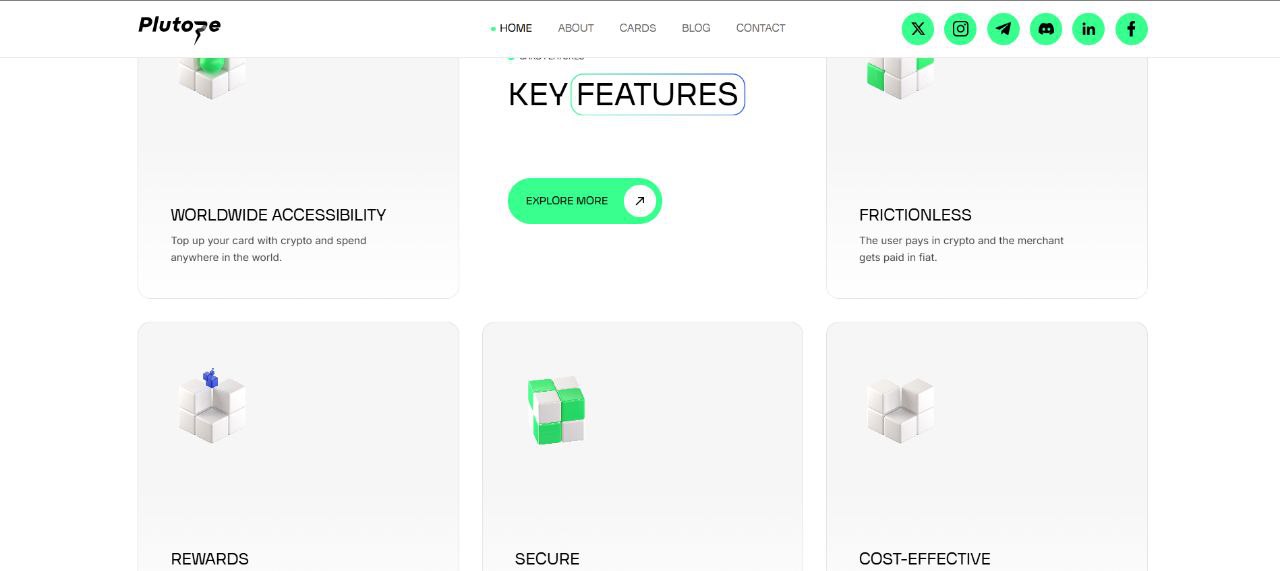 Plutope
HOME ABOUT CARDS BLOG CONTACT
KEY FEATURES
EXPLORE MORE
WORLDWIDE ACCESSIBILITY
Top up your card with crypto and spend
anywhere in the world.
FRICTIONLESS
The user pays in crypto and the merchant
gets paid in fiat.
REWARDS
SECURE
COST-EFFECTIVE